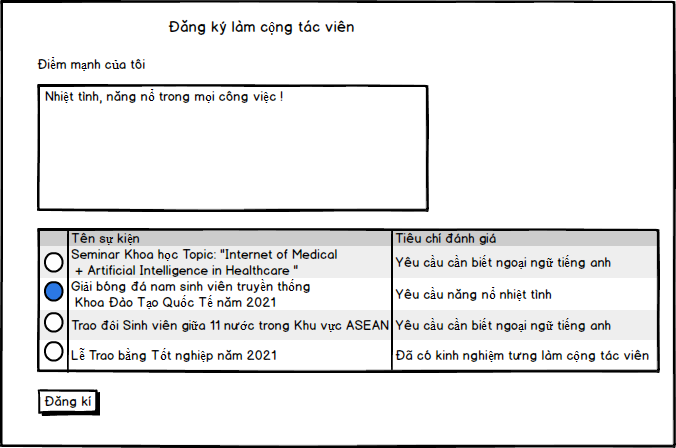 Đăng ký làm cộng tác viên
Điểm mạnh của tôi
Nhiệt tình, năng nổ trong mọi công việc !
Tên sự kiện
Tiêu chí đánh giá
Seminar Khoa học Topic: "Internet of Medical
+ Artificial Intelligence in Healthcare "
Yêu cầu cần biết ngoại ngữ tiếng anh
Giải bóng đá nam sinh viên truyền thống
Khoa Đào Tạo Quốc Tế năm 2021
Yêu cầu năng nổ nhiệt tình
Trao đổi Sinh viên giữa 11 nước trong Khu vực ASEAN
Yêu cầu cần biết ngoại ngữ tiếng anh
Lễ Trao bằng Tốt nghiệp năm 2021
Đã có kinh nghiệm tưng làm cộng tác viên
Đăng kí